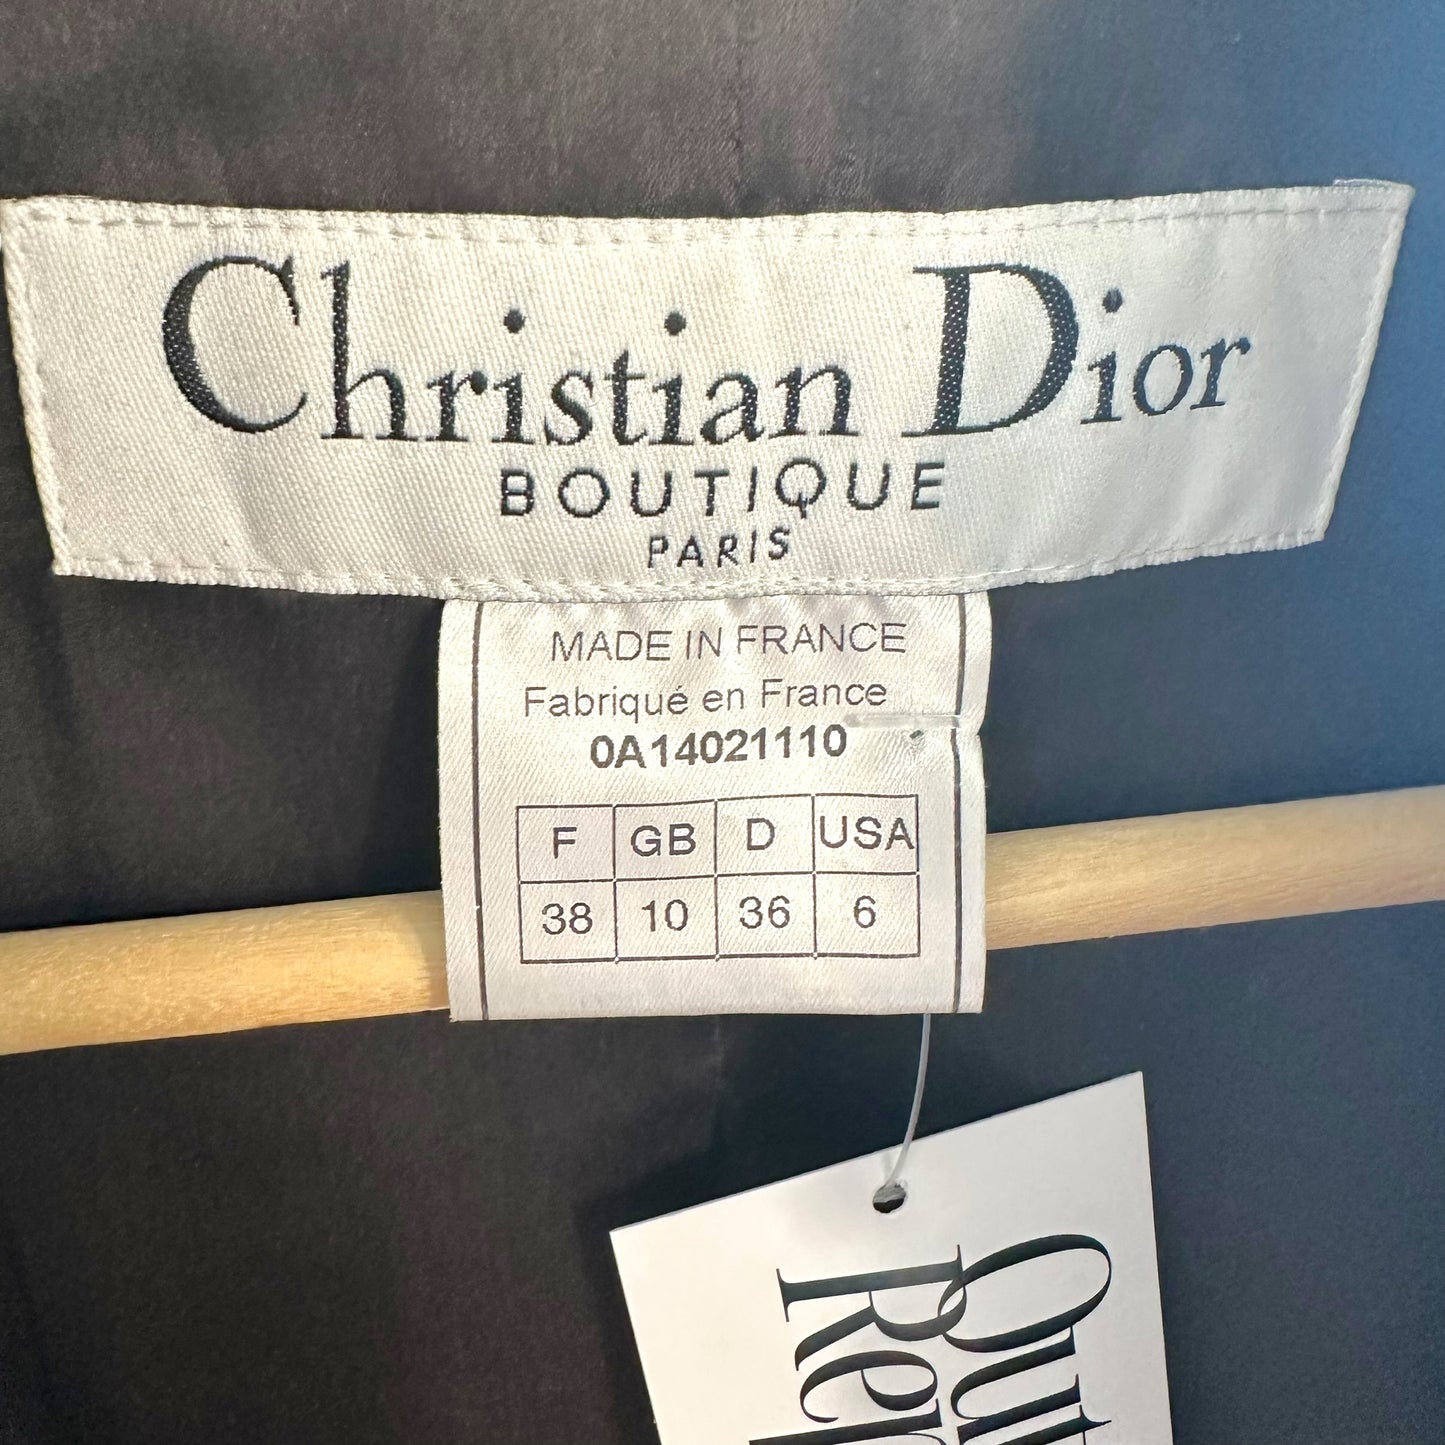 Christian Dior
BOUTIQUE
PARIS
MADE IN FRANCE
Fabriqué en France
0A14021110
F GB D USA
38 10 36 6